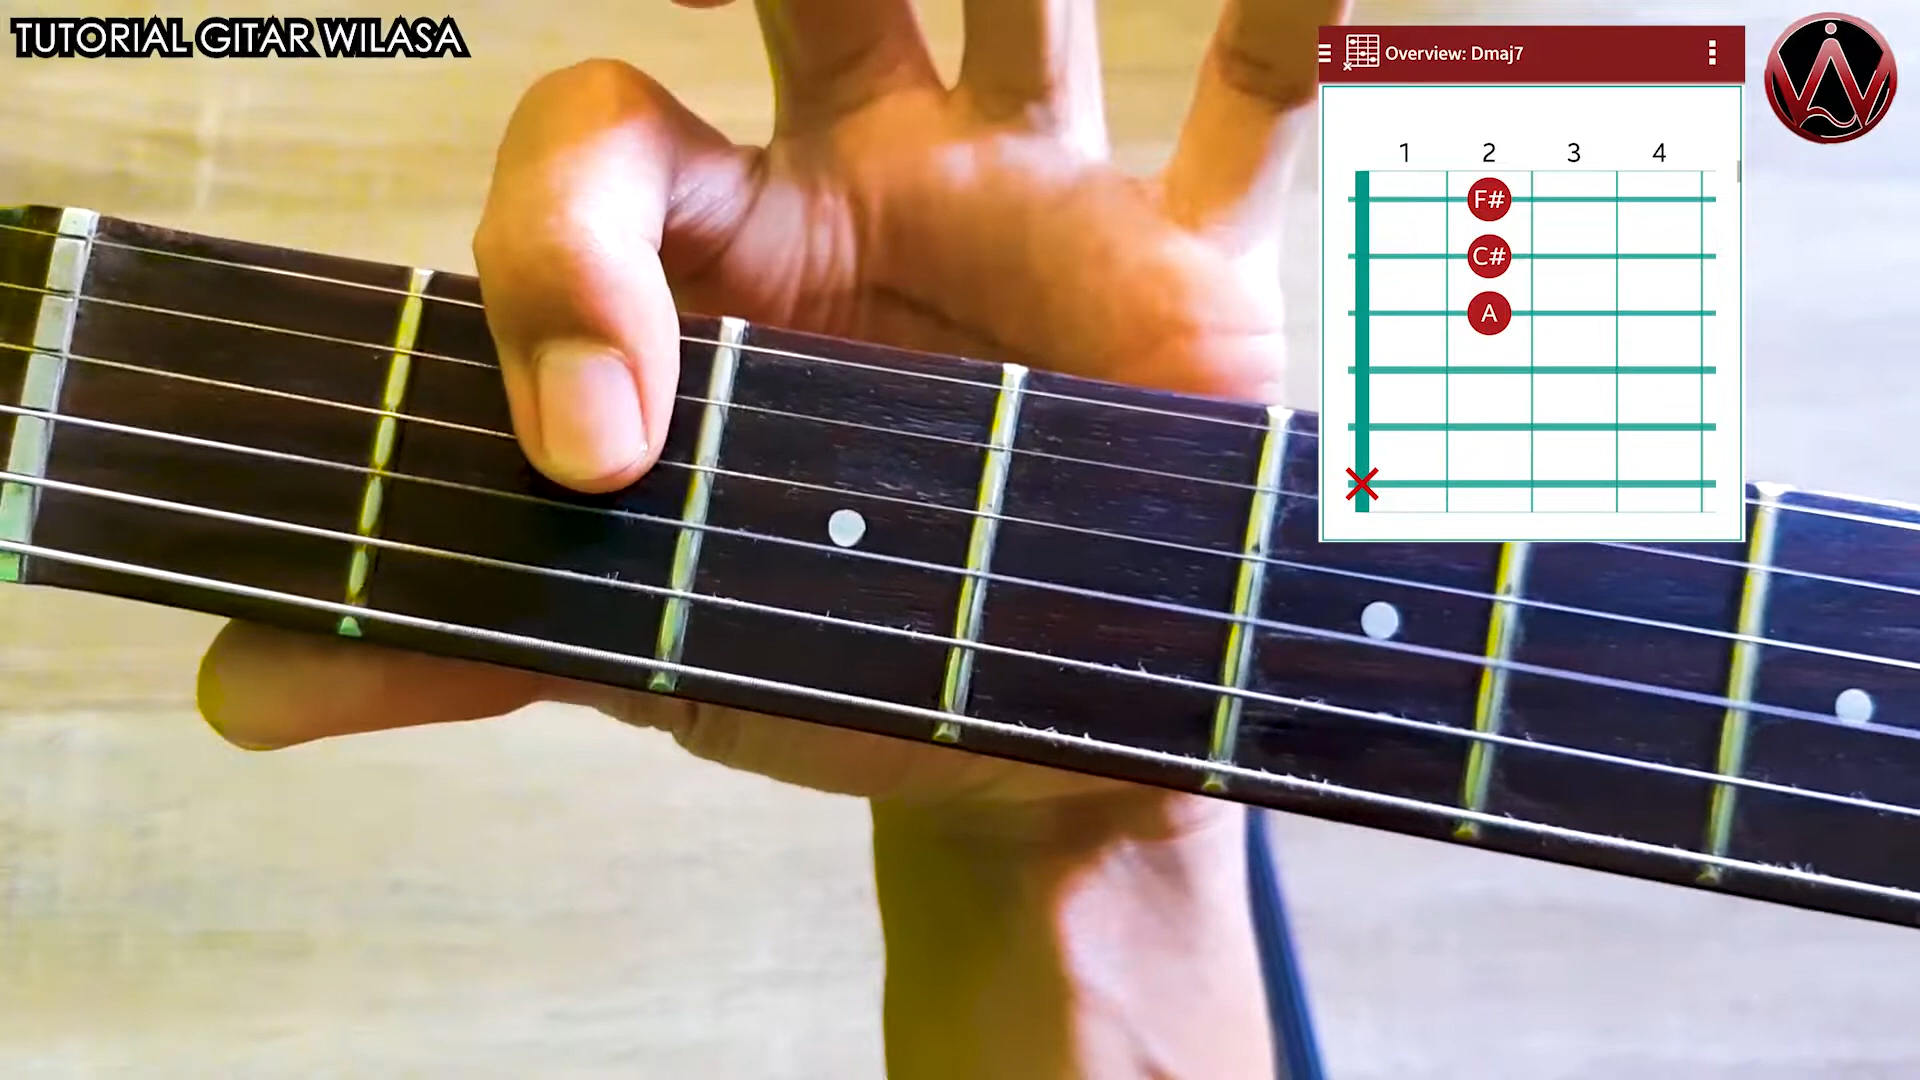 TUTORIAL GITAR WILASA
Overview: Dmaj7
1 2 3 4
F#
C#
A